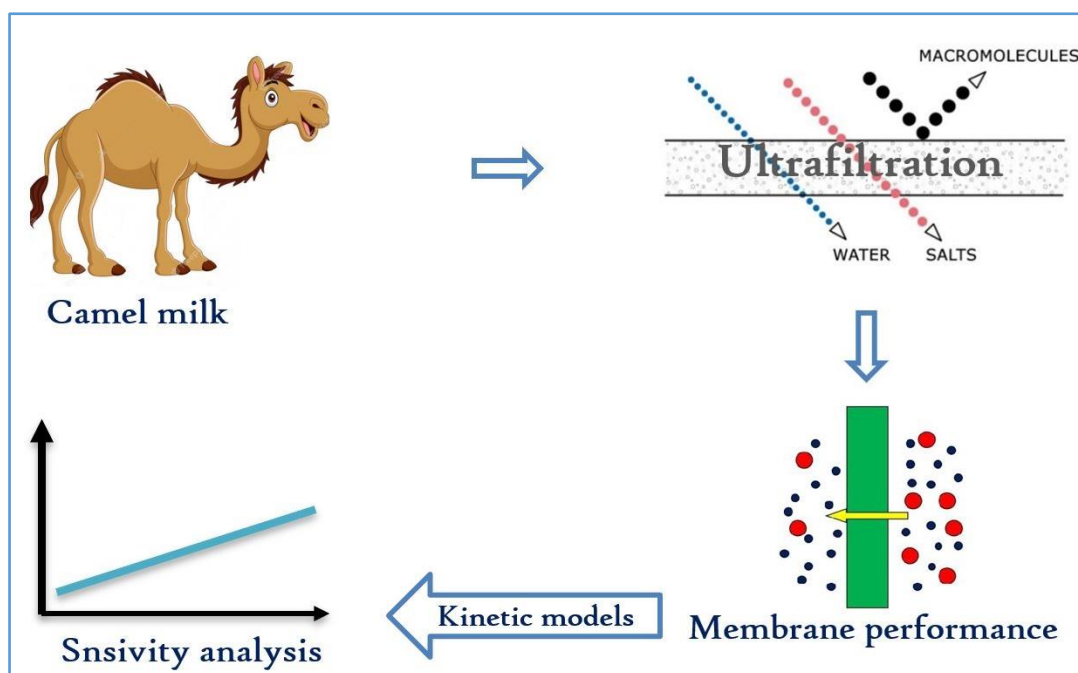 MACROMOLECULES
Ultrafiltration
WATER
SALTS
Camel milk
Kinetic models
Membrane performance
Snsivity analysis